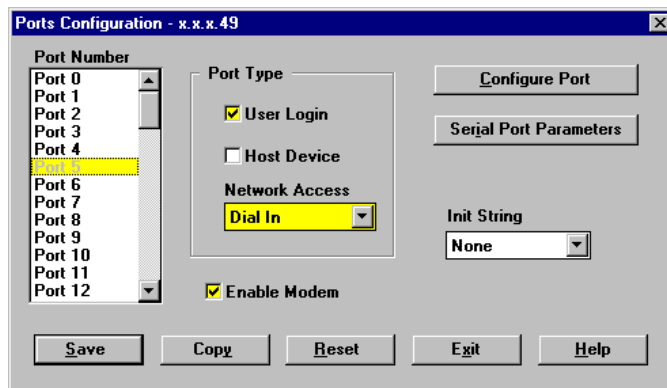 Ports Configuration - x.x.x.49
Port Number
Port 0
Port 1
Port 2
Port 3
Port 4
Port 5
Port 6
Port 7
Port 8
Port 9
Port 10
Port 11
Port 12
Port Type
User Login
Host Device
Network Access
Dial In
Enable Modem
Configure Port
Serial Port Parameters
Init String
None
Save
Copy
Reset
Exit
Help